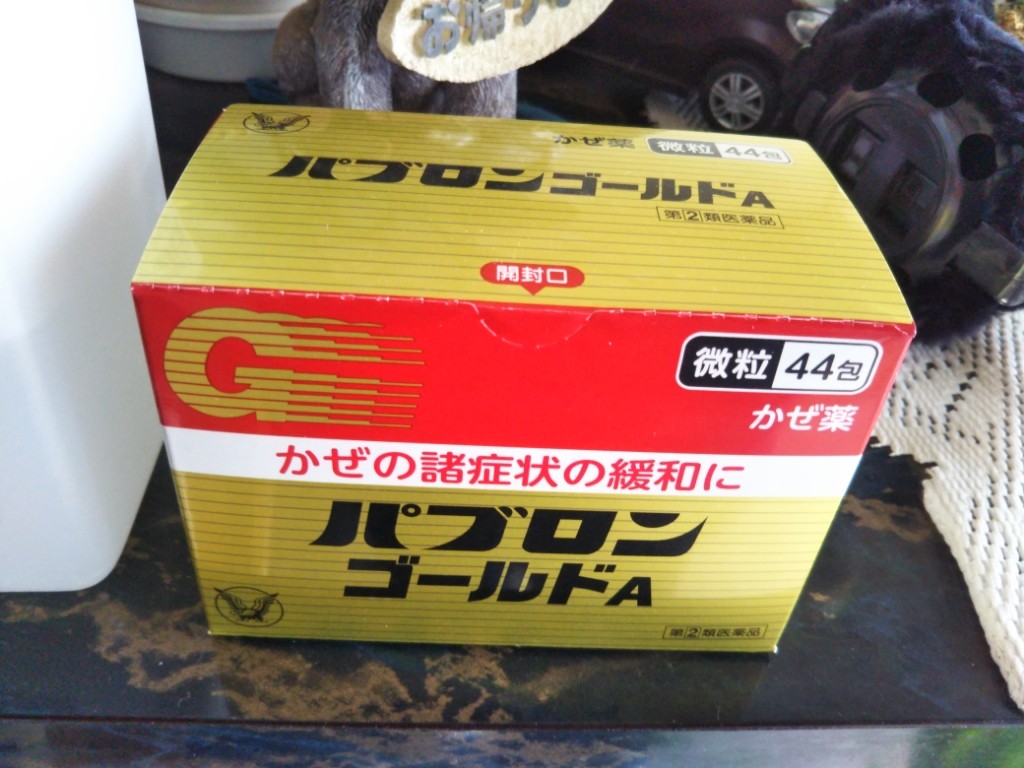 お帰り
かぜ薬 微粒 44包
パブロンゴールドA
第②類医薬品
開封口
G
微粒 44包
かぜ薬
かぜの諸症状の緩和に
パブロン
ゴールドA
第②類医薬品